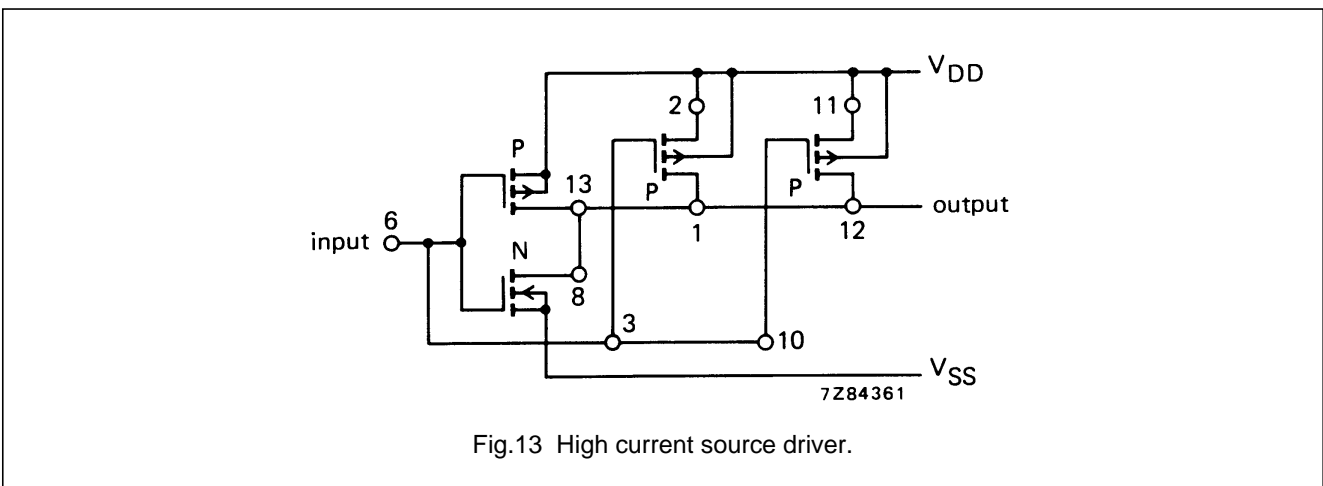 VDD
2
11
P
P
P
13
6
input
1
12
output
N
8
3
10
VSS
7Z84361
Fig.13 High current source driver.